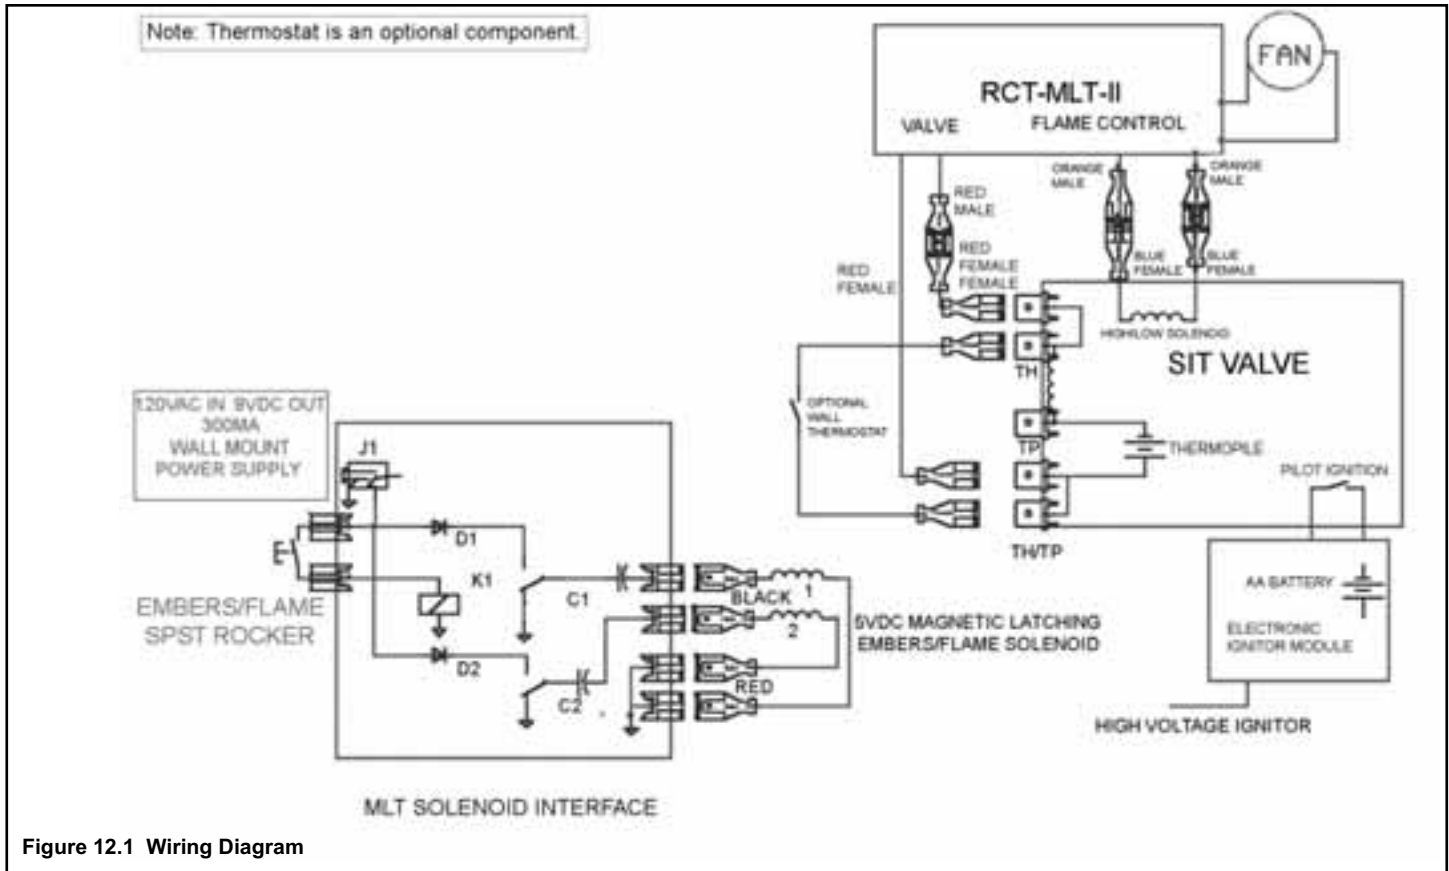 Note: Thermostat is an optional component.
FAN
RCT-MLT-II
VALVE
FLAME CONTROL
ORANGE
MALE
ORANGE
MALE
RED
MALE
RED
FEMALE
FEMALE
RED
FEMALE
BLUE
FEMALE
BLUE
FEMALE
HIGH/LOW SOLENOID
SIT VALVE
TH
OPTIONAL
WALL
THERMOSTAT
TP
THERMOPILE
PILOT IGNITION
TH/TP
120VAC IN 9VDC OUT
300MA
WALL MOUNT
POWER SUPPLY
J1
D1
K1
C1
EMBERS/FLAME
SPST ROCKER
D2
C2
BLACK
1
2
RED
6VDC MAGNETIC LATCHING
EMBERS/FLAME SOLENOID
AA BATTERY
ELECTRONIC
IGNITOR MODULE
HIGH VOLTAGE IGNITOR
MLT SOLENOID INTERFACE
Figure 12.1 Wiring Diagram